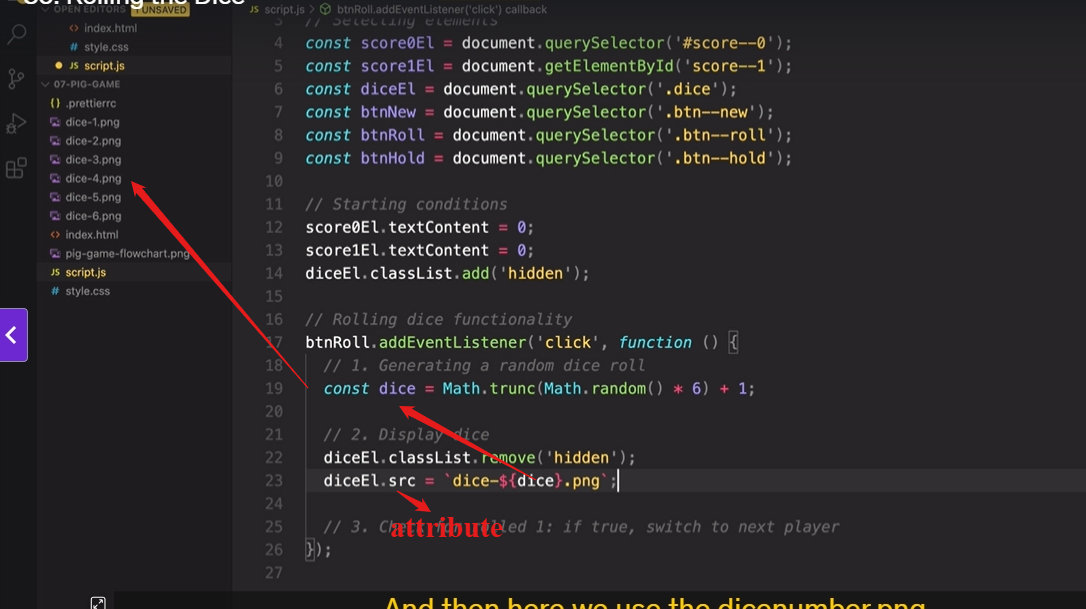 OPEN EDITORS 1 UNSAVED
index.html
style.css
script.js
07-PIG-GAME
.prettierrc
dice-1.png
dice-2.png
dice-3.png
dice-4.png
dice-5.png
dice-6.png
index.html
pig-game-flowchart.png
JS script.js
# style.css
JS script.js > btnRoll.addEventListener('click') callback
3 // Selecting elements
4 const score0El = document.querySelector('#score--0');
5 const score1El = document.getElementById('score--1');
6 const diceEl = document.querySelector('.dice');
7 const btnNew = document.querySelector('.btn--new');
8 const btnRoll = document.querySelector('.btn--roll');
9 const btnHold = document.querySelector('.btn--hold');
10
11 // Starting conditions
12 score0El.textContent = 0;
13 score1El.textContent = 0;
14 diceEl.classList.add('hidden');
15
16 // Rolling dice functionality
17 btnRoll.addEventListener('click', function () {
18 // 1. Generating a random dice roll
19 const dice = Math.trunc(Math.random() * 6) + 1;
20
21 // 2. Display dice
22 diceEl.classList.remove('hidden');
23 diceEl.src = `dice-${dice}.png`;
24
25 // 3. Check for rolled 1: if true, switch to next player
attribute
26 });
27
And then here we use the dicenumber.png